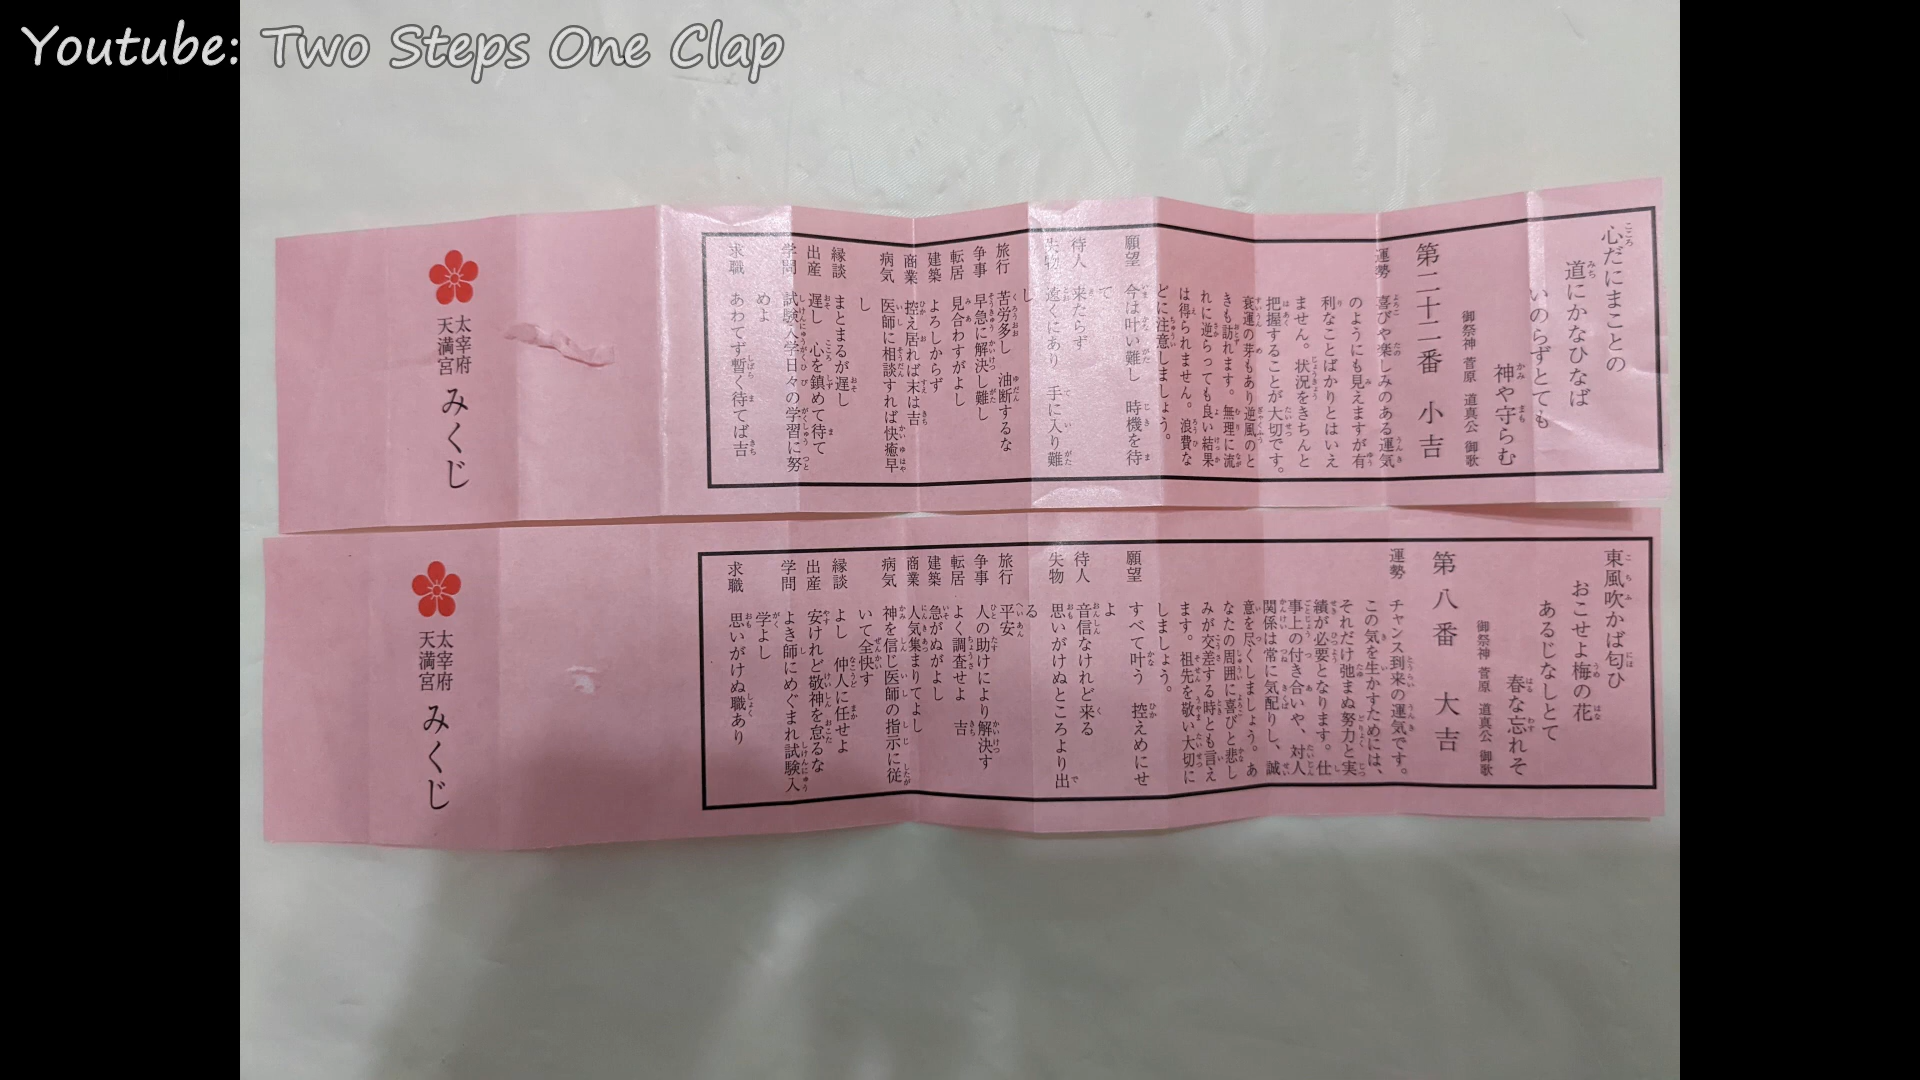 Youtube: Two Steps One Clap
心だにまことの
道にかなひなば
いのらずとても
神や守らむ
御祭神 菅原 道真公 御歌
第二十二番 小吉
運勢 喜びや楽しみのある運気
のようにも見えますが有
利なことばかりとはいえ
ません。状況をきちんと
把握することが大切です。
衰運の芽もあり逆風のと
きも訪れます。無理に流
れに逆らっても良い結果
は得られません。浪費な
どに注意しましょう。
願望 今は叶い難し 時機を待
て
待人 来たらず
失物 遠くにあり 手に入り難
し
旅行 苦労多し 油断するな
争事 早急に解決し難し
転居 見合わすがよし
建築 よろしからず
商業 控え居れば末は吉
病気 医師に相談すれば快癒早
し
縁談 まとまるが遅し
出産 遅し 心を鎮めて待て
学問 試験入学日々の学習に努
めよ
求職 あわてず暫く待てば吉
太宰府
天満宮
みくじ
東風吹かば匂ひ
おこせよ梅の花
あるじなしとて
春な忘れそ
御祭神 菅原 道真公 御歌
第八番 大吉
運勢 チャンス到来の運気です。
この気を生かすためには、
それだけ弛まぬ努力と実
績が必要となります。仕
事上の付き合いや、対人
関係は常に気配りし、誠
意を尽くしましょう。あ
なたの周囲に喜びと悲し
みが交差する時とも言え
ます。祖先を敬い大切に
しましょう。
願望 すべて叶う 控えめにせ
よ
待人 音信なけれど来る
失物 思いがけぬところより出
る
旅行 平安
争事 人の助けにより解決す
転居 よく調査せよ 吉
建築 急がぬがよし
商業 人気集まりてよし
病気 神を信じ医師の指示に従
いて全快す
縁談 よし 仲人に任せよ
出産 安けれど敬神を怠るな
学問 よき師にめぐまれ試験入
学よし
求職 思いがけぬ職あり
太宰府
天満宮
みくじ